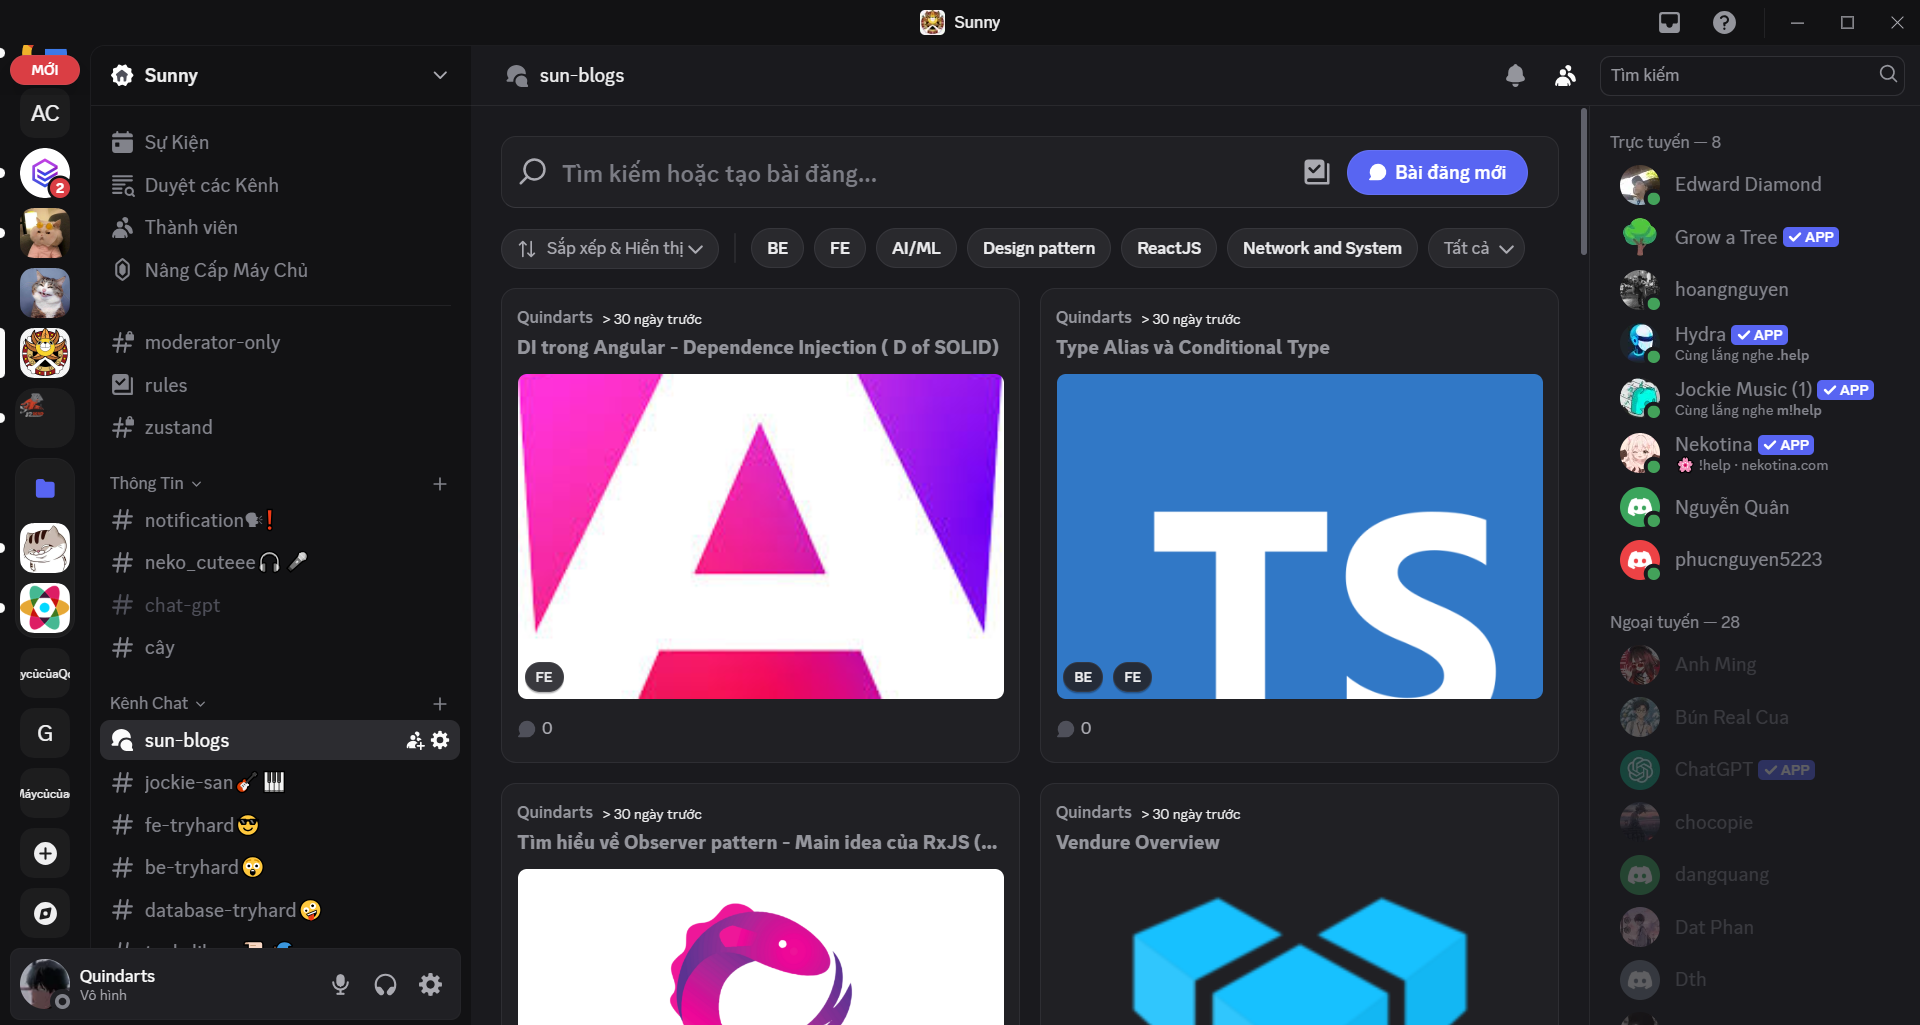 Sunny
MỚI
AC
2
ycủcủaQu
G
Máycủcủa
Sunny
Sự Kiện
Duyệt các Kênh
Thành viên
Nâng Cấp Máy Chủ
moderator-only
rules
zustand
Thông Tin
notification🗣❗
neko_cuteee🎧 🎤
chat-gpt
cây
Kênh Chat
sun-blogs
jockie-san🎸 🎹
fe-tryhard😎
be-tryhard😲
database-tryhard🤪
Quindarts
Vô hình
sun-blogs
Tìm kiếm
Tìm kiếm hoặc tạo bài đăng...
Bài đăng mới
Sắp xếp & Hiển thị
BE FE AI/ML Design pattern ReactJS Network and System Tất cả
Quindarts > 30 ngày trước
DI trong Angular - Dependence Injection ( D of SOLID)
FE
0
Quindarts > 30 ngày trước
Type Alias và Conditional Type
TS
BE FE
0
Quindarts > 30 ngày trước
Tìm hiểu về Observer pattern - Main idea của RxJS (...
Quindarts > 30 ngày trước
Vendure Overview
Trực tuyến — 8
Edward Diamond
Grow a Tree ✓ APP
hoangnguyen
Hydra ✓ APP
Cùng lắng nghe .help
Jockie Music (1) ✓ APP
Cùng lắng nghe m!help
Nekotina ✓ APP
🌸 !help · nekotina.com
Nguyễn Quân
phucnguyen5223
Ngoại tuyến — 28
Anh Ming
Bún Real Cua
ChatGPT ✓ APP
chocopie
dangquang
Dat Phan
Dth